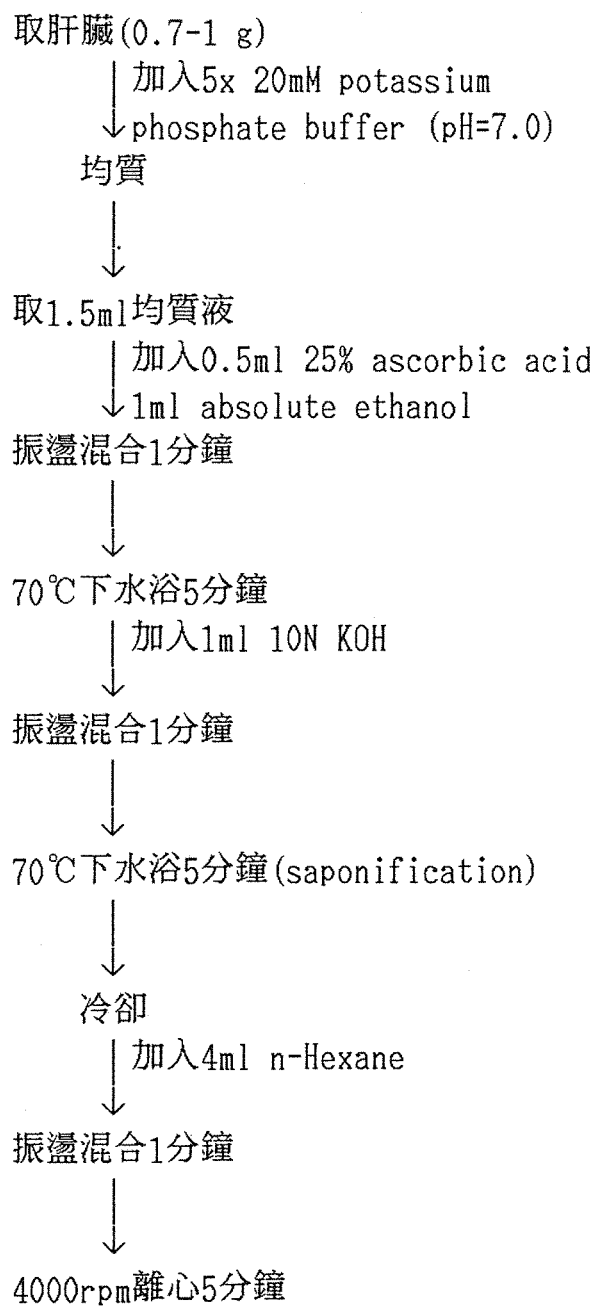 取肝臟(0.7-1 g)
加入5x 20mM potassium
phosphate buffer (pH=7.0)
均質
取1.5ml均質液
加入0.5ml 25% ascorbic acid
1ml absolute ethanol
振盪混合1分鐘
70℃下水浴5分鐘
加入1ml 10N KOH
振盪混合1分鐘
70℃下水浴5分鐘(saponification)
冷卻
加入4ml n-Hexane
振盪混合1分鐘
4000rpm離心5分鐘